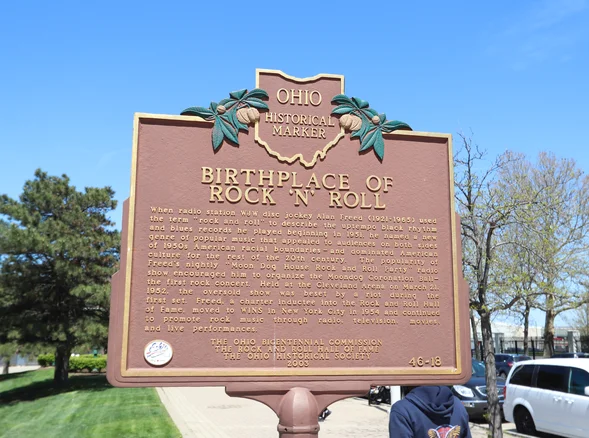 OHIO
HISTORICAL
MARKER
BIRTHPLACE OF
ROCK 'N' ROLL
When radio station WJW disc jockey Alan Freed (1921-1965) used
the term "rock and roll" to describe the uptempo black rhythm
and blues records he played beginning in 1951, he named a new
genre of popular music that appealed to audiences on both sides
of 1950s American racial boundaries and dominated American
culture for the rest of the 20th century. The popularity of
Freed's nightly "Moon Dog House Rock and Roll Party" radio
show encouraged him to organize the Moondog Coronation Ball,
the first rock concert. Held at the Cleveland Arena on March 21,
1952, the oversold show was beset by a riot during the
first set. Freed, a charter inductee into the Rock and Roll Hall
of Fame, moved to WINS in New York City in 1954 and continued
to promote rock music through radio, television, movies,
and live performances.
THE OHIO BICENTENNIAL COMMISSION
THE ROCK AND ROLL HALL OF FAME
THE OHIO HISTORICAL SOCIETY
2003
46-18